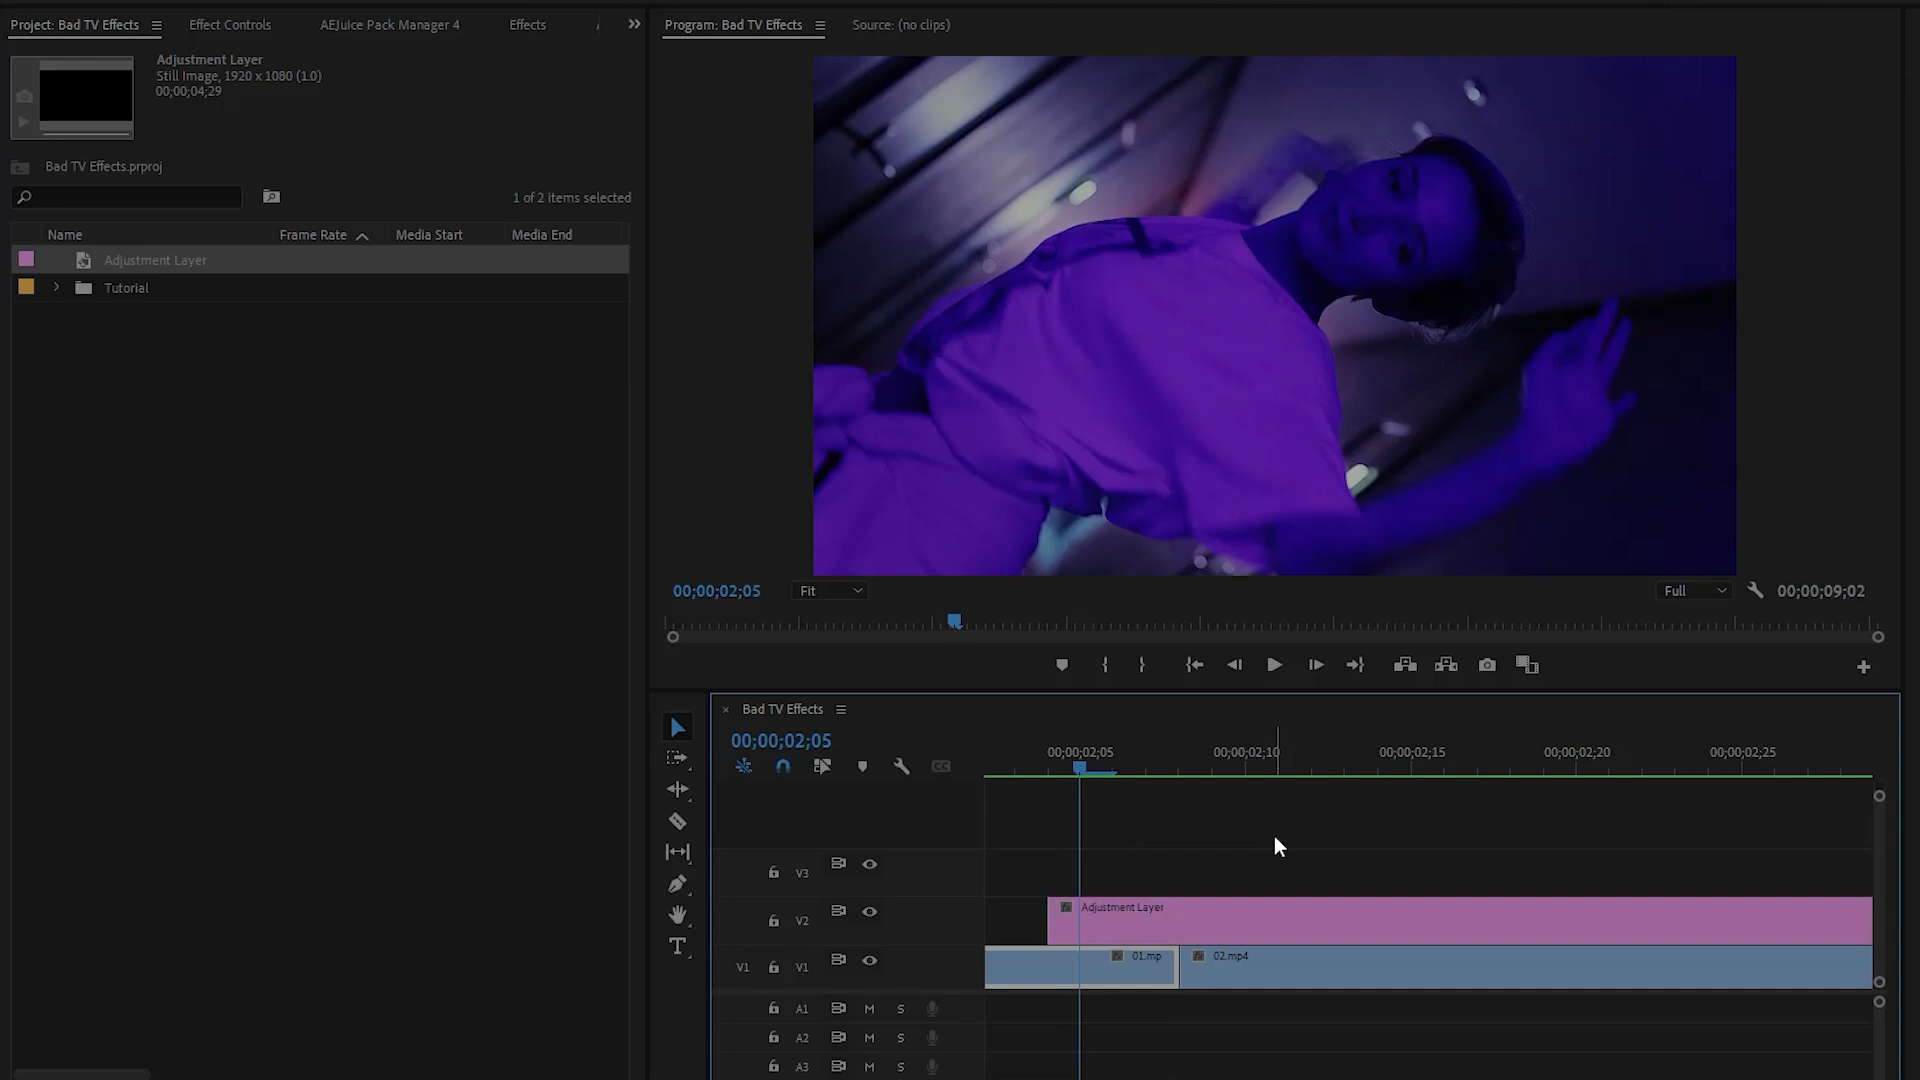 Project: Bad TV Effects
Effect Controls
AEJuice Pack Manager 4
Effects
Program: Bad TV Effects
Source: (no clips)
Adjustment Layer
Still Image, 1920 x 1080 (1.0)
00;00;04;29
Bad TV Effects.prproj
1 of 2 items selected
Name
Frame Rate
Media Start
Media End
Adjustment Layer
Tutorial
00;00;02;05
Fit
Full
00;00;09;02
Bad TV Effects
00;00;02;05
00;00;02;05
00;00;02;10
00;00;02;15
00;00;02;20
00;00;02;25
CC
V3
V2
fx Adjustment Layer
V1
V1
fx 01.mp
fx 02.mp4
A1 M S
A2 M S
A3 M S